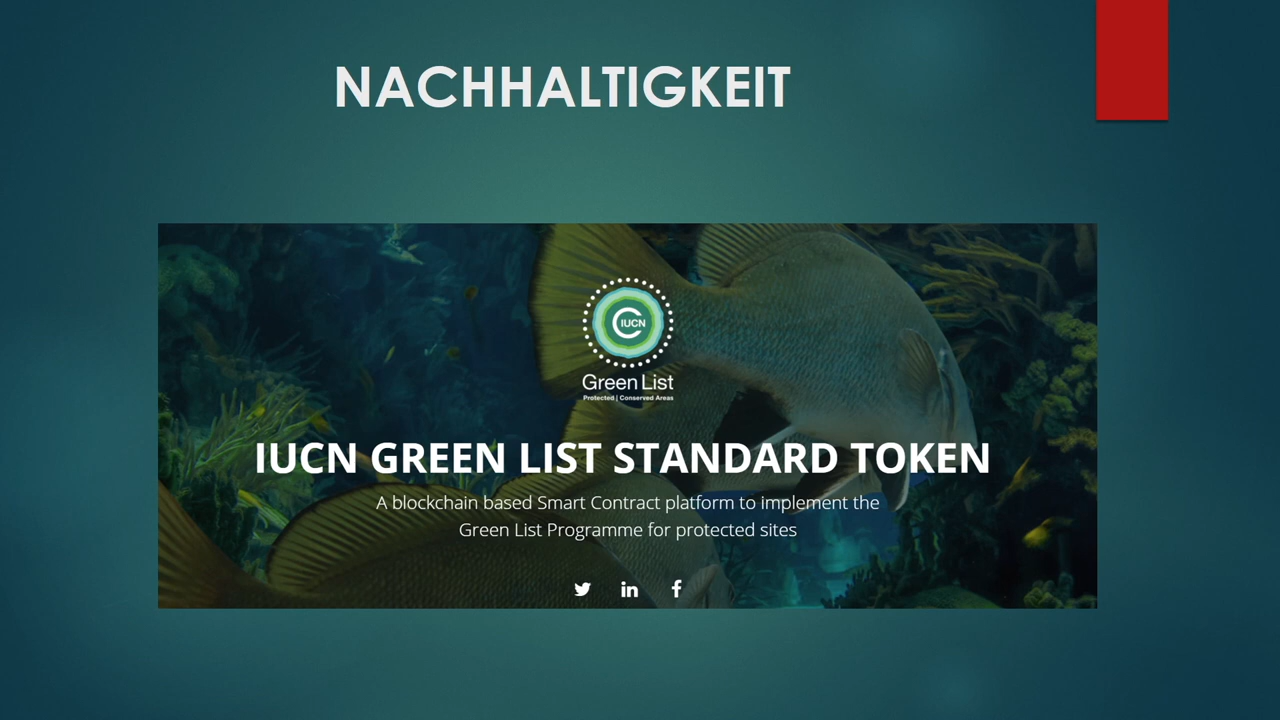 NACHHALTIGKEIT
IUCN
Green List
Protected | Conserved Areas
IUCN GREEN LIST STANDARD TOKEN
A blockchain based Smart Contract platform to implement the
Green List Programme for protected sites